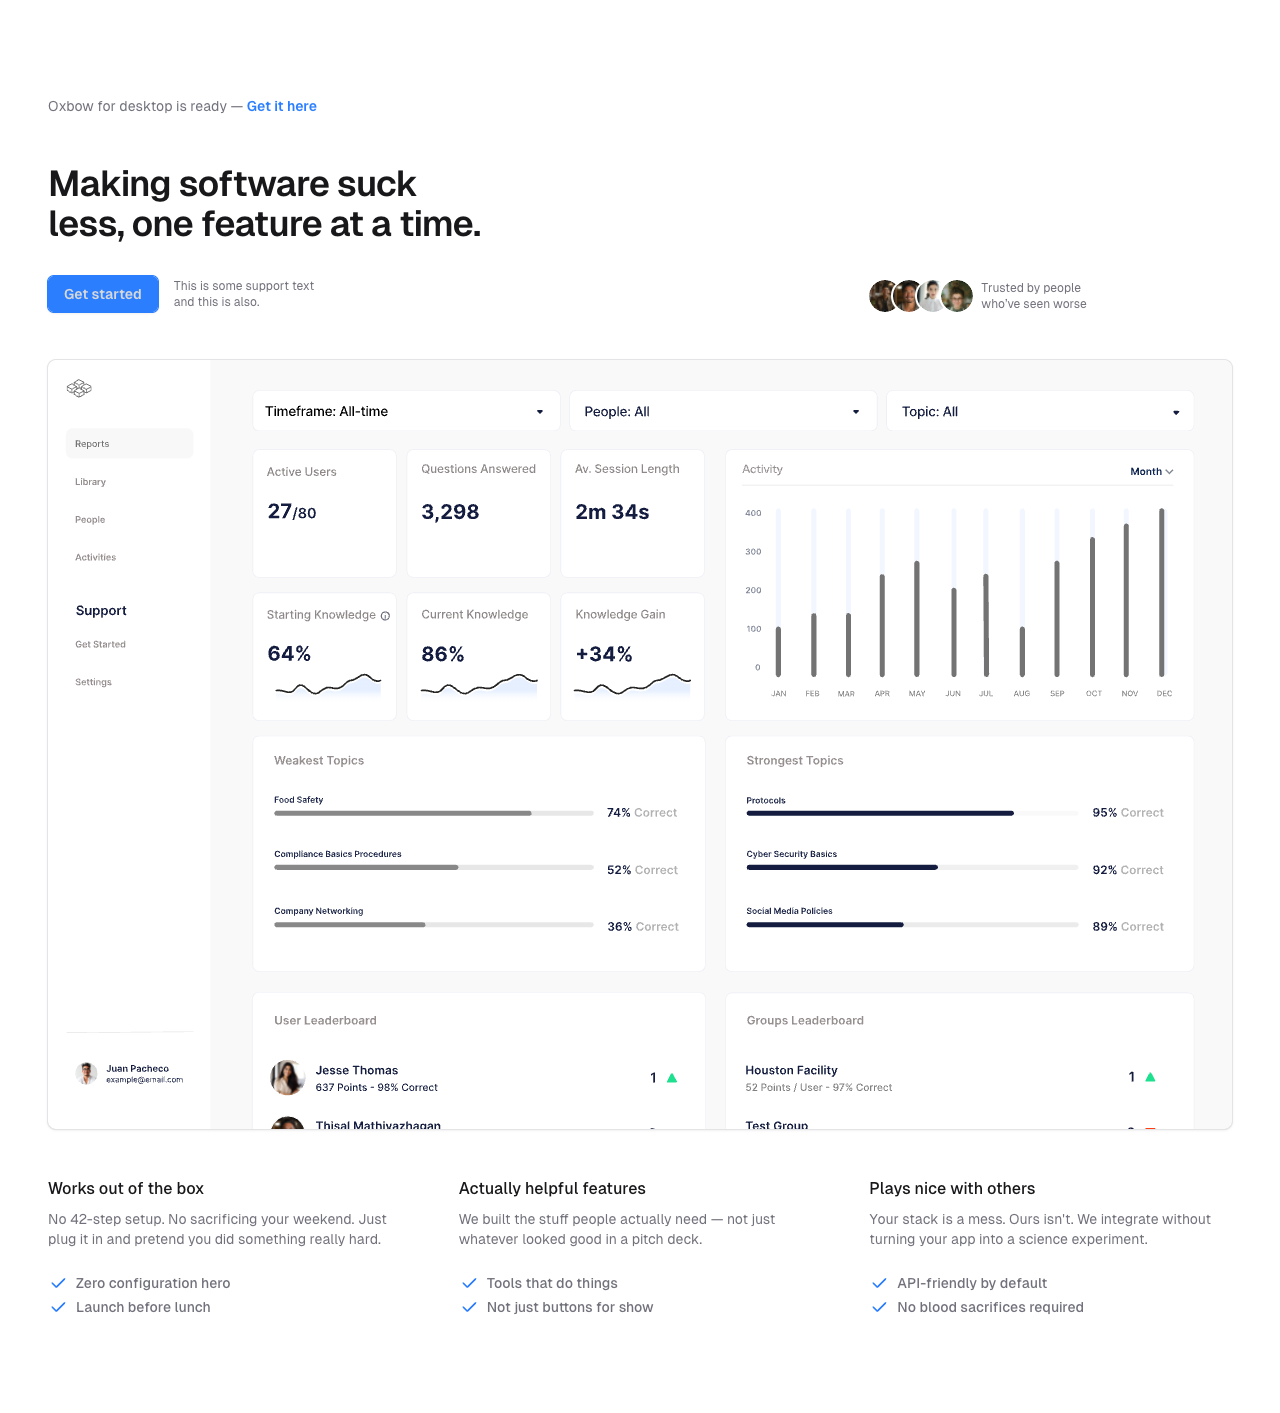 Oxbow for desktop is ready — Get it here
Making software suck
less, one feature at a time.
Get started
This is some support text
and this is also.
Trusted by people
who've seen worse
Reports
Library
People
Activities
Support
Get Started
Settings
Juan Pacheco
example@email.com
Timeframe: All-time
People: All
Topic: All
Active Users
27/80
Questions Answered
3,298
Av. Session Length
2m 34s
Starting Knowledge
64%
Current Knowledge
86%
Knowledge Gain
+34%
Activity
Month
400
300
200
100
0
JAN FEB MAR APR MAY JUN JUL AUG SEP OCT NOV DEC
Weakest Topics
Food Safety
74% Correct
Compliance Basics Procedures
52% Correct
Company Networking
36% Correct
Strongest Topics
Protocols
95% Correct
Cyber Security Basics
92% Correct
Social Media Policies
89% Correct
User Leaderboard
Jesse Thomas
637 Points - 98% Correct
1
Thisal Mathiyazhagan
Groups Leaderboard
Houston Facility
52 Points / User - 97% Correct
1
Test Group
Works out of the box
No 42-step setup. No sacrificing your weekend. Just
plug it in and pretend you did something really hard.
Zero configuration hero
Launch before lunch
Actually helpful features
We built the stuff people actually need — not just
whatever looked good in a pitch deck.
Tools that do things
Not just buttons for show
Plays nice with others
Your stack is a mess. Ours isn't. We integrate without
turning your app into a science experiment.
API-friendly by default
No blood sacrifices required